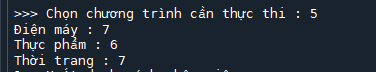 >>> Chọn chương trình cần thực thi : 5
Điện máy : 7
Thực phẩm : 6
Thời trang : 7